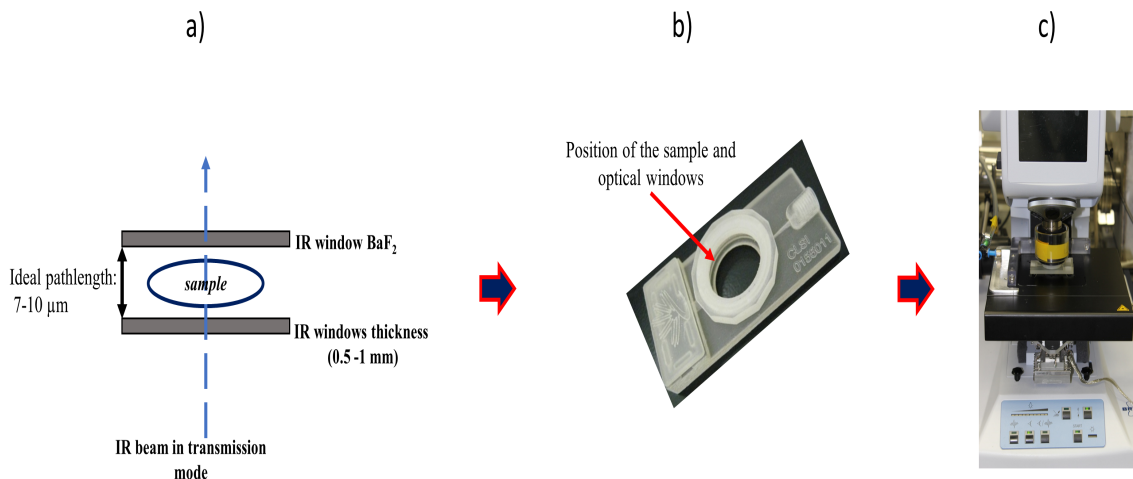 a)
b)
c)
IR window BaF₂
Ideal pathlength:
7-10 µm
sample
IR windows thickness
(0.5 -1 mm)
IR beam in transmission
mode
Position of the sample and
optical windows